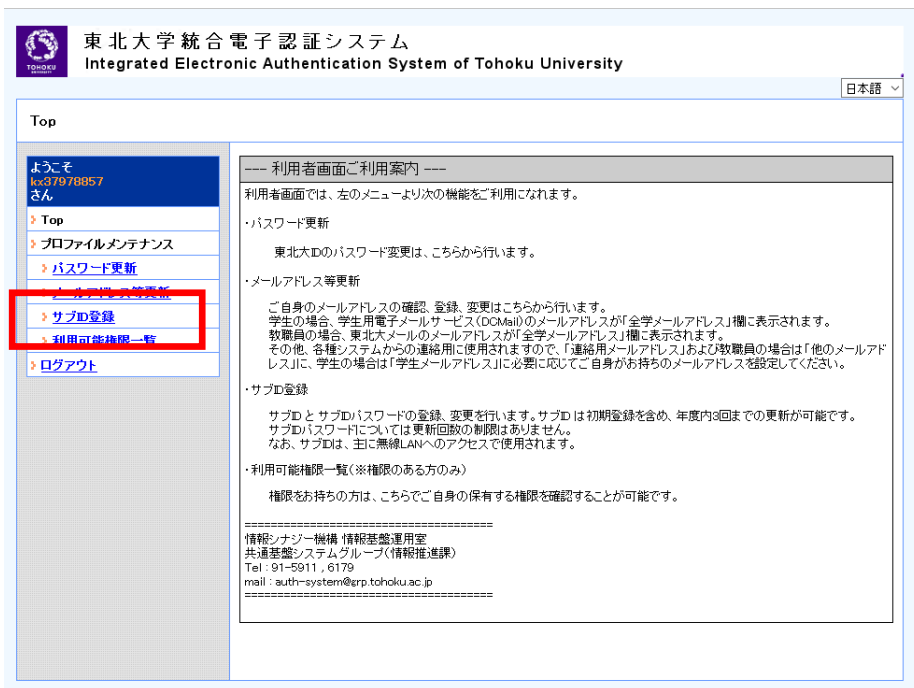 東北大学統合電子認証システム
TOHOKU
UNIVERSITY
Integrated Electronic Authentication System of Tohoku University
日本語
Top
ようこそ
kx37978857
さん
Top
プロファイルメンテナンス
パスワード更新
メールアドレス等更新
サブID登録
利用可能権限一覧
ログアウト
--- 利用者画面ご利用案内 ---
利用者画面では、左のメニューより次の機能をご利用になれます。
・パスワード更新
東北大IDのパスワード変更は、こちらから行います。
・メールアドレス等更新
ご自身のメールアドレスの確認、登録、変更はこちらから行います。
学生の場合、学生用電子メールサービス(DCMail)のメールアドレスが「全学メールアドレス」欄に表示されます。
教職員の場合、東北大メールのメールアドレスが「全学メールアドレス」欄に表示されます。
その他、各種システムからの連絡用に使用されますので、「連絡用メールアドレス」および教職員の場合は「他のメールアド
レス」に、学生の場合は「学生メールアドレス」に必要に応じてご自身がお持ちのメールアドレスを設定してください。
・サブID登録
サブIDとサブIDパスワードの登録、変更を行います。サブIDは初期登録を含め、年度内3回までの更新が可能です。
サブIDパスワードについては更新回数の制限はありません。
なお、サブIDは、主に無線LANへのアクセスで使用されます。
・利用可能権限一覧(※権限のある方のみ)
権限をお持ちの方は、こちらでご自身の保有する権限を確認することが可能です。
======================================
情報シナジー機構 情報基盤運用室
共通基盤システムグループ(情報推進課)
Tel : 91-5911 , 6179
mail : auth-system@grp.tohoku.ac.jp
======================================